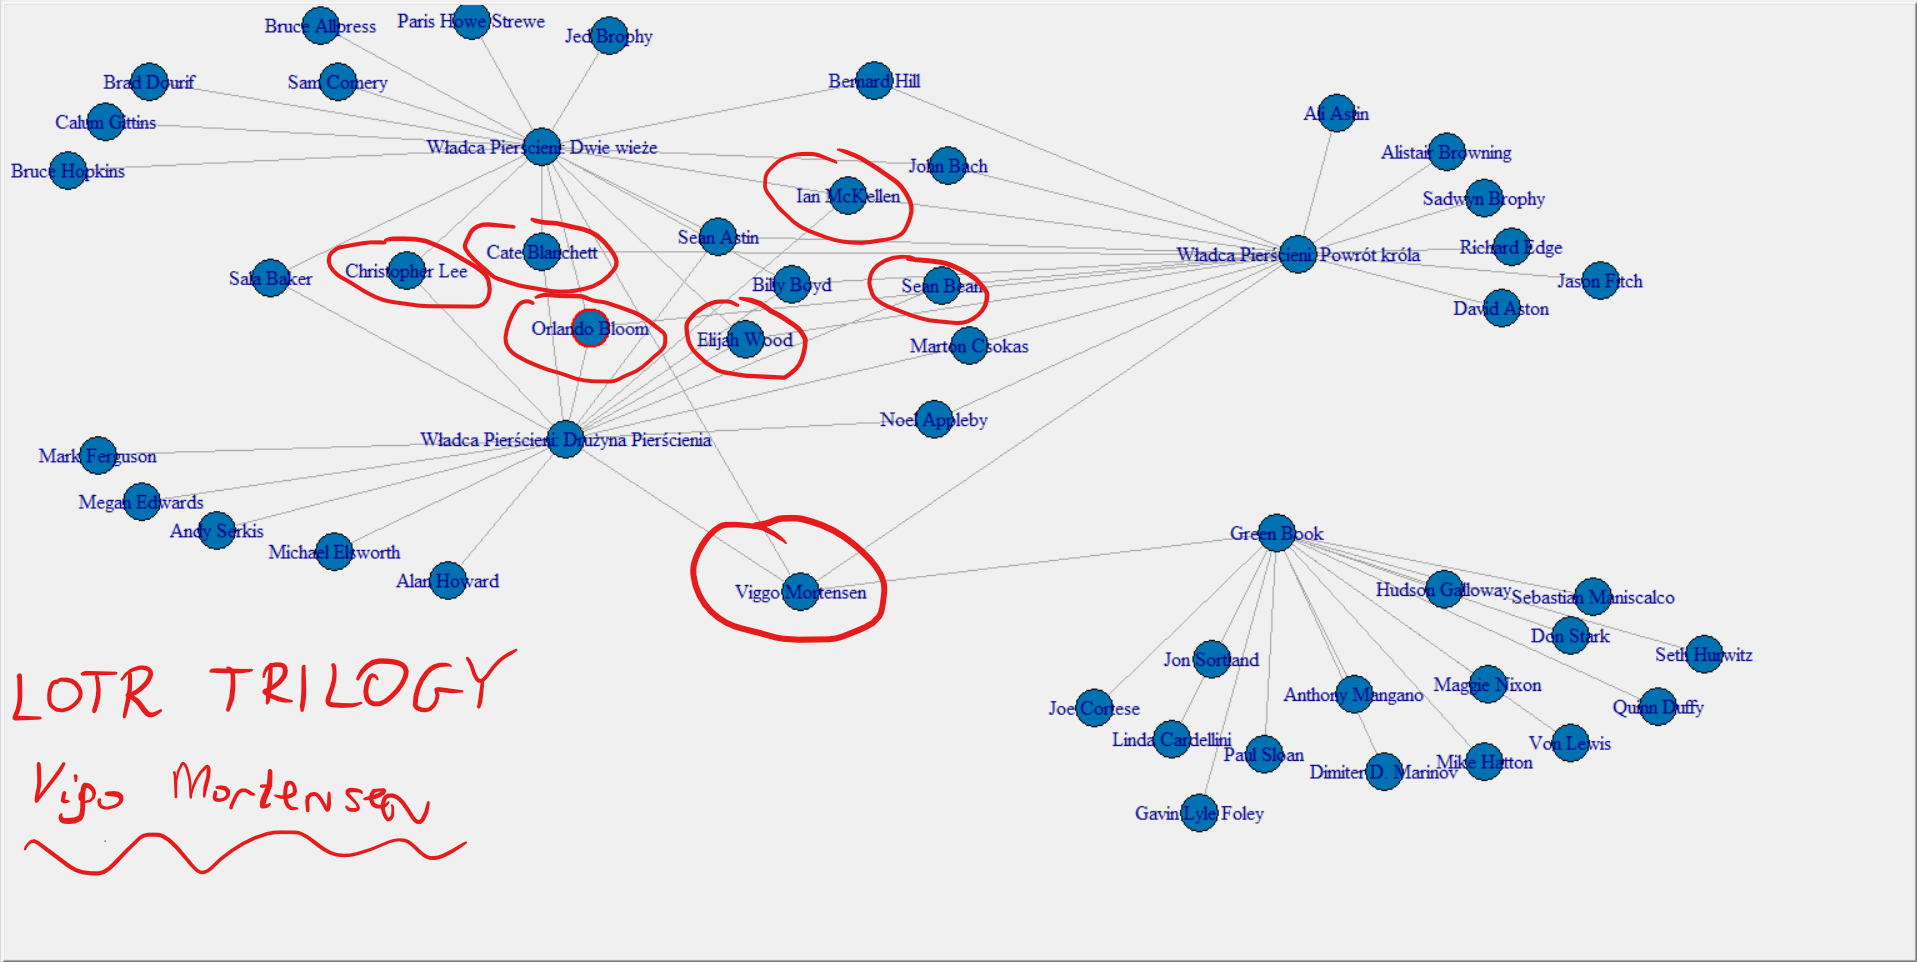 Bruce Allpress
Paris Howe Strewe
Jed Brophy
Brad Dourif
Sam Comery
Bernard Hill
Calum Gittins
Ali Astin
Władca Pierścieni: Dwie wieże
Alistair Browning
Bruce Hopkins
John Bach
Ian McKellen
Sadwyn Brophy
Sean Astin
Cate Blanchett
Richard Edge
Władca Pierścieni: Powrót króla
Christopher Lee
Sala Baker
Billy Boyd
Sean Bean
Jason Fitch
David Aston
Orlando Bloom
Elijah Wood
Marton Csokas
Noel Appleby
Władca Pierścieni: Drużyna Pierścienia
Mark Ferguson
Megan Edwards
Andy Serkis
Green Book
Michael Elsworth
Alan Howard
Viggo Mortensen
Hudson Galloway
Sebastian Maniscalco
Don Stark
Seth Hurwitz
Jon Sortland
Maggie Nixon
Anthony Mangano
Joe Cortese
Quinn Duffy
LOTR TRILOGY
Linda Cardellini
Von Lewis
Paul Sloan
Mike Hatton
Dimiter D. Marinov
Vigo Mortensen
Gavin Lyle Foley